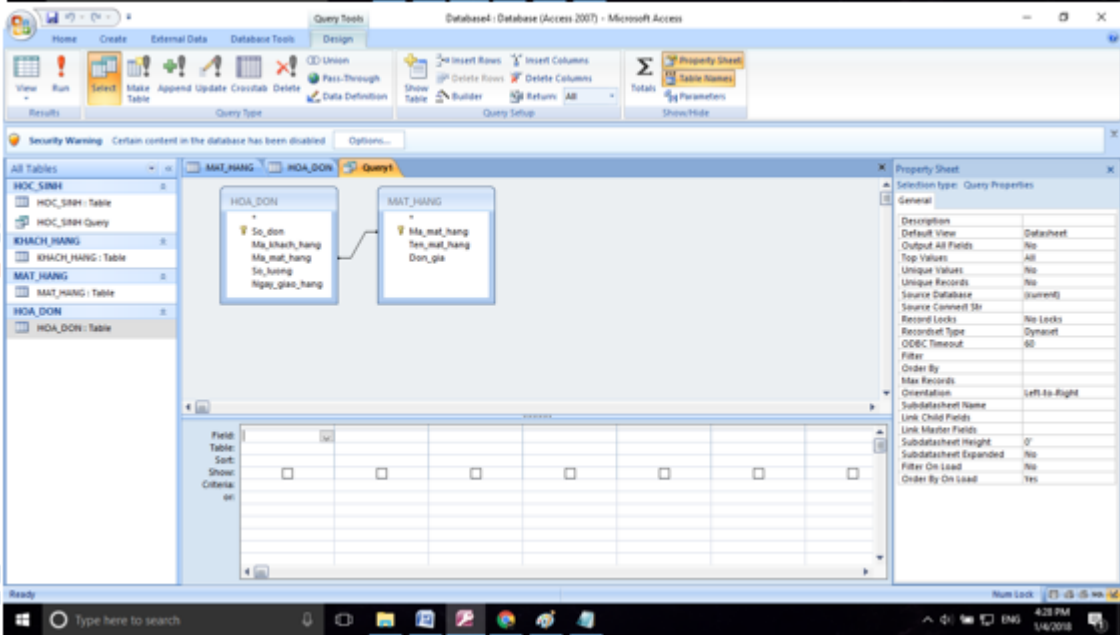 Query Tools
Database4 : Database (Access 2007) - Microsoft Access
Home Create External Data Database Tools Design
View
Run
Select
Make Table
Append
Update
Crosstab
Delete
Union
Pass-Through
Data Definition
Show Table
Insert Rows
Delete Rows
Builder
Insert Columns
Delete Columns
Return: All
Totals
Property Sheet
Table Names
Parameters
Results Query Type Query Setup Show/Hide
Security Warning Certain content in the database has been disabled Options...
All Tables
HOC_SINH
HOC_SINH : Table
HOC_SINH Query
KHACH_HANG
KHACH_HANG : Table
MAT_HANG
MAT_HANG : Table
HOA_DON
HOA_DON : Table
MAT_HANG HOA_DON Query1
HOA_DON
*
So_don
Ma_khach_hang
Ma_mat_hang
So_luong
Ngay_giao_hang
MAT_HANG
*
Ma_mat_hang
Ten_mat_hang
Don_gia
Field:
Table:
Sort:
Show:
Criteria:
or:
Property Sheet
Selection type: Query Properties
General
Description
Default View Datasheet
Output All Fields No
Top Values All
Unique Values No
Unique Records No
Source Database (current)
Source Connect Str
Record Locks No Locks
Recordset Type Dynaset
ODBC Timeout 60
Filter
Order By
Max Records
Orientation Left-to-Right
Subdatasheet Name
Link Child Fields
Link Master Fields
Subdatasheet Height 0"
Subdatasheet Expanded No
Filter On Load No
Order By On Load Yes
Ready
Num Lock
Type here to search
ENG
4:28 PM
1/4/2018